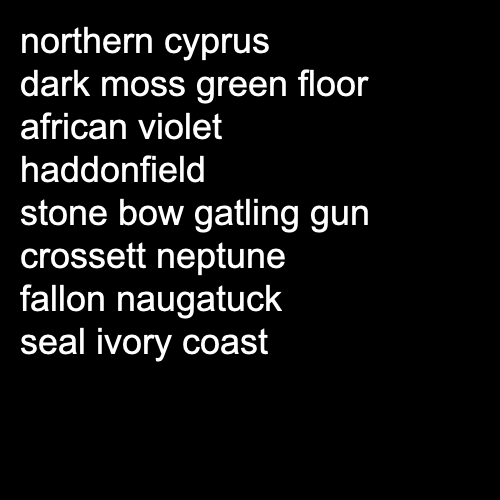 northern cyprus
dark moss green floor
african violet
haddonfield
stone bow gatling gun
crossett neptune
fallon naugatuck
seal ivory coast